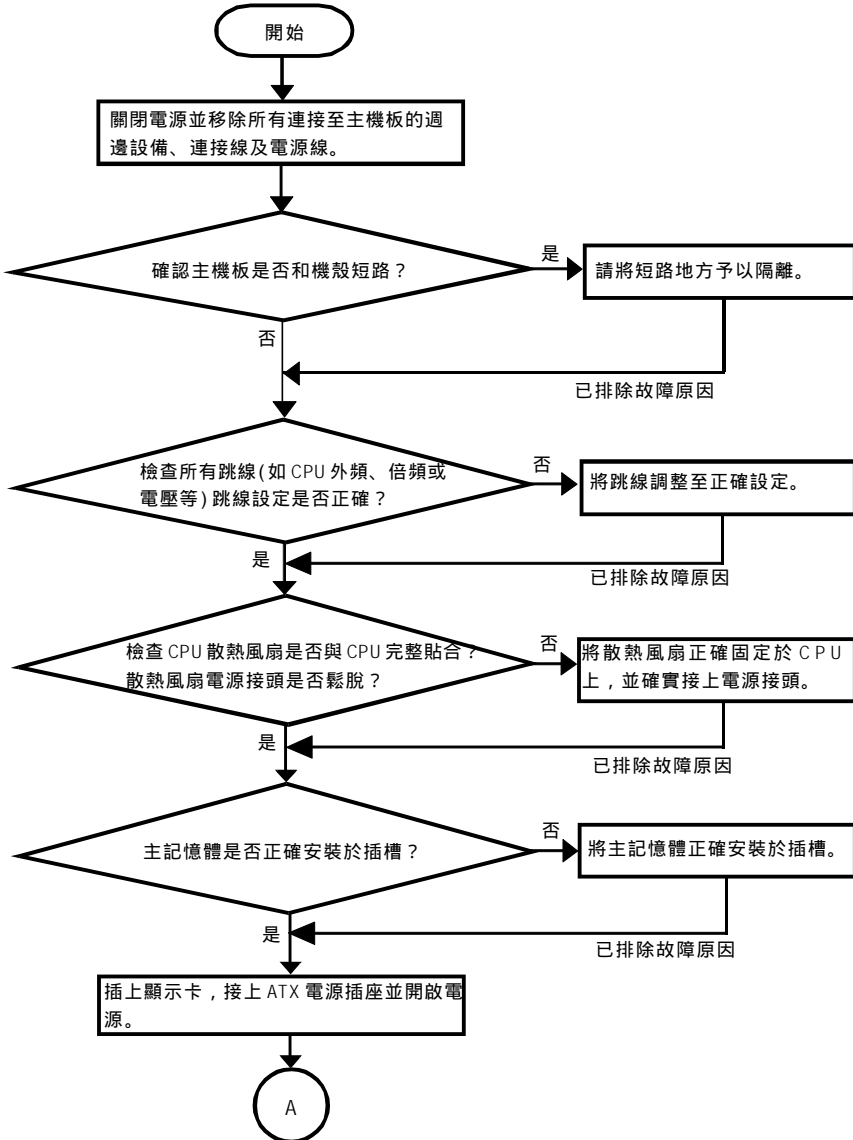 開始
關閉電源並移除所有連接至主機板的週
邊設備、連接線及電源線。
確認主機板是否和機殼短路？
是
請將短路地方予以隔離。
否
已排除故障原因
檢查所有跳線(如 CPU 外頻、倍頻或
電壓等) 跳線設定是否正確？
否
將跳線調整至正確設定。
是
已排除故障原因
檢查 CPU 散熱風扇是否與 CPU 完整貼合？
散熱風扇電源接頭是否鬆脫？
否
將散熱風扇正確固定於 CPU
上，並確實接上電源接頭。
是
已排除故障原因
主記憶體是否正確安裝於插槽？
否
將主記憶體正確安裝於插槽。
是
已排除故障原因
插上顯示卡，接上 ATX 電源插座並開啟電
源。
A